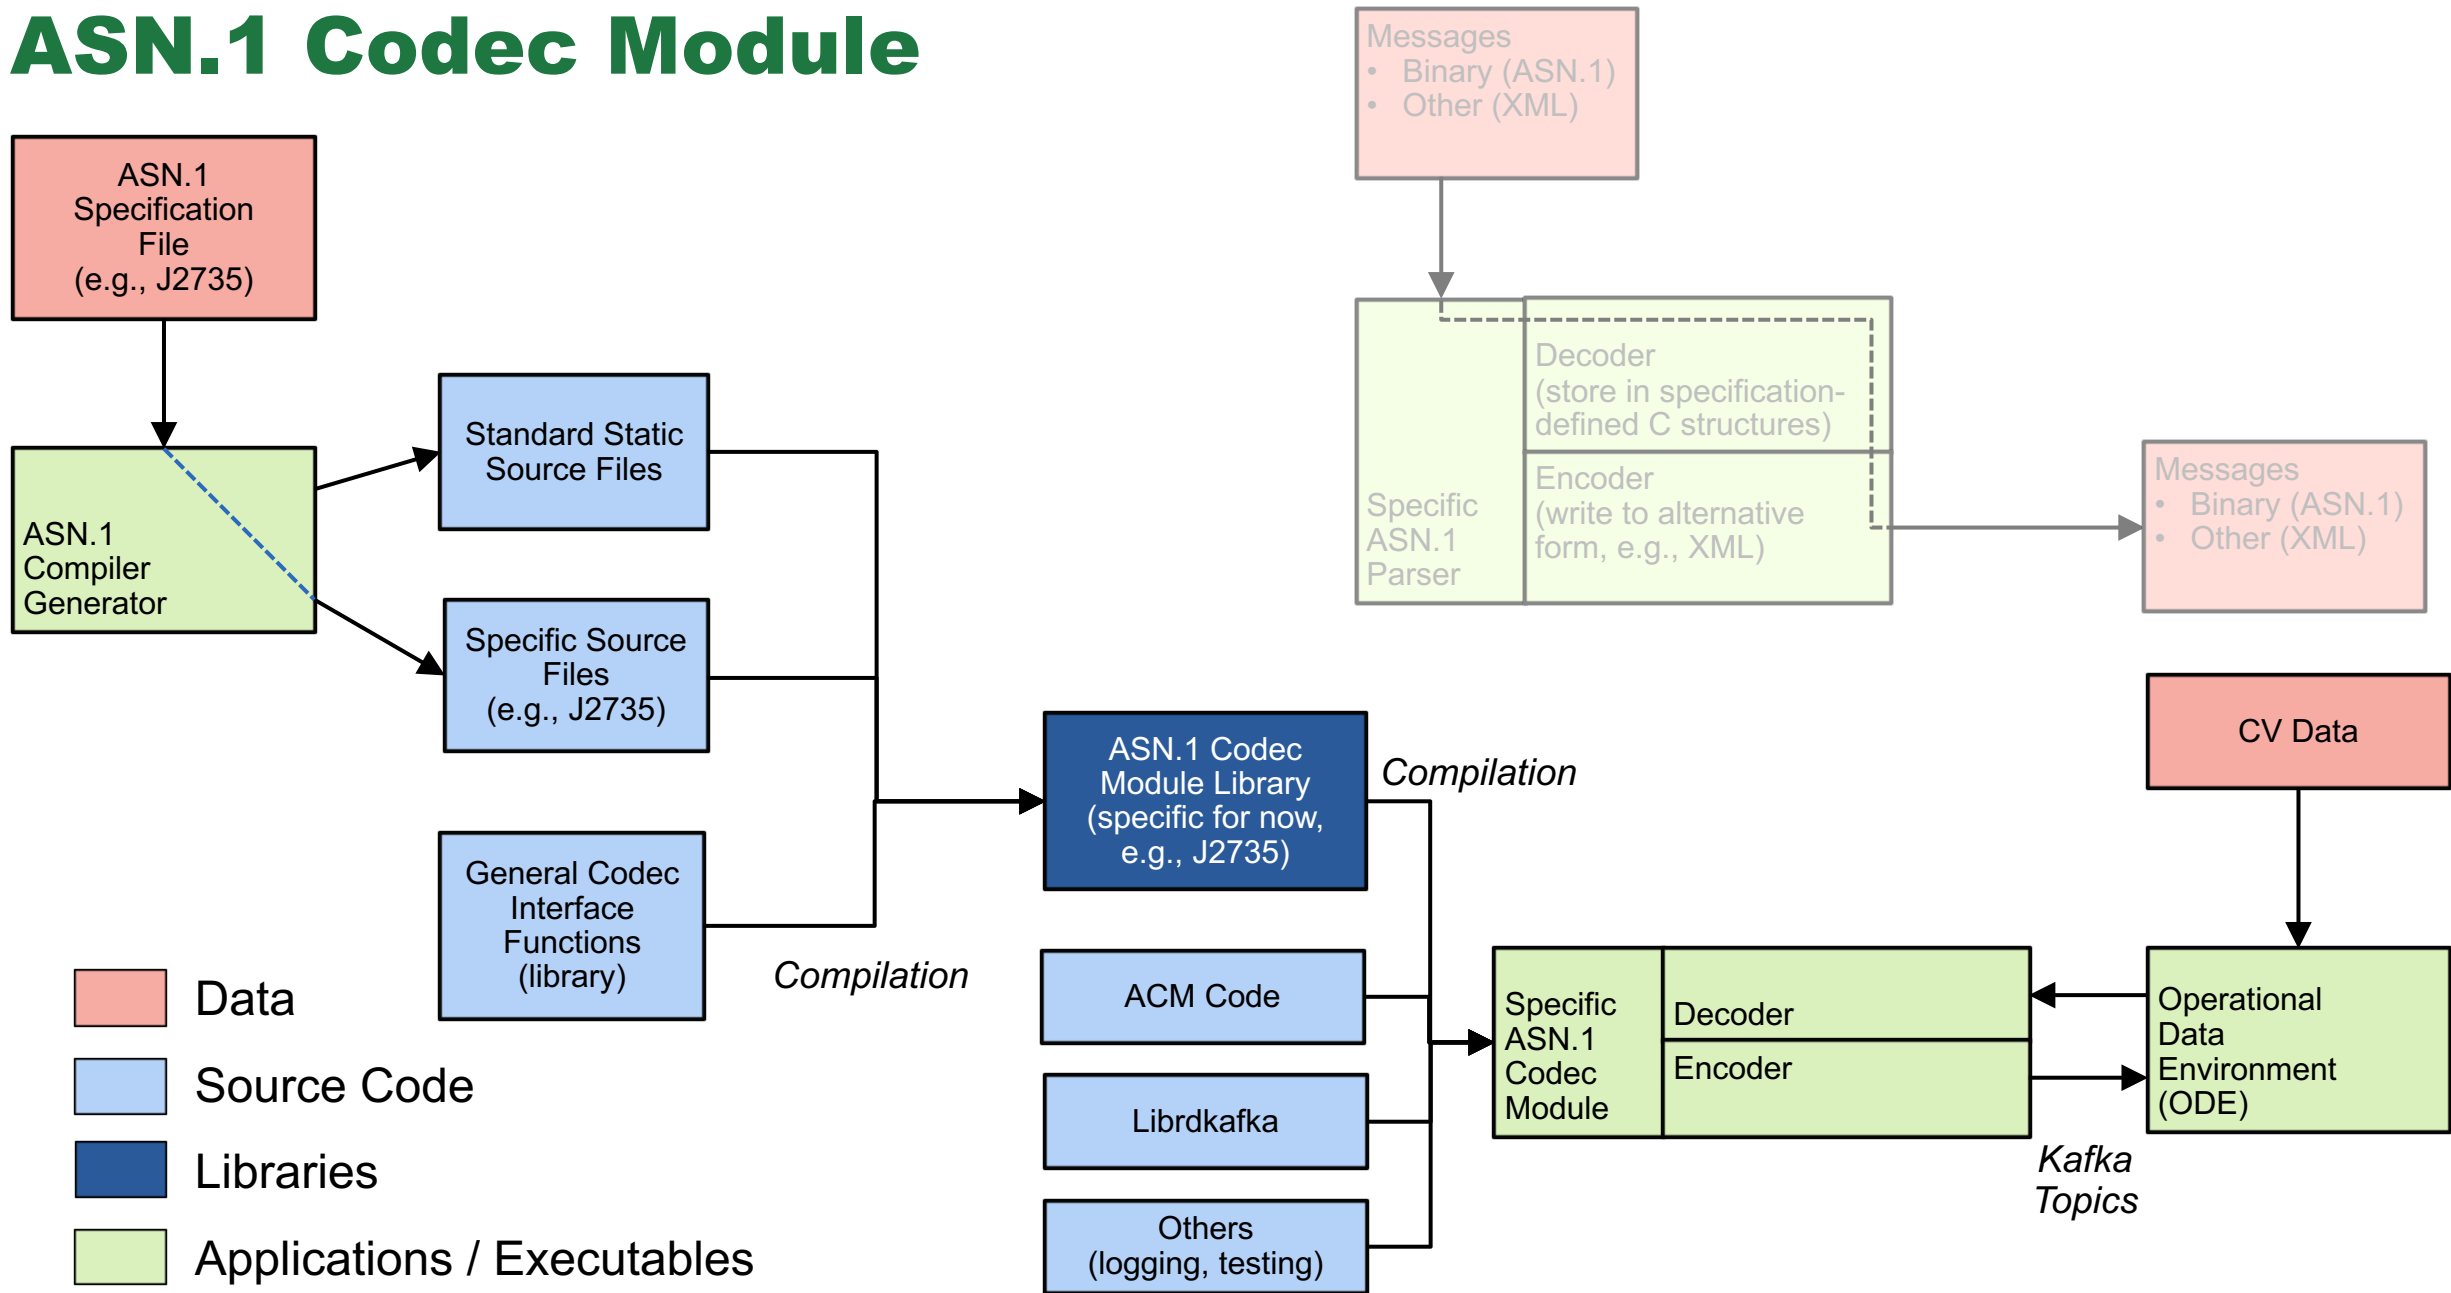 ASN.1 Codec Module
Messages
• Binary (ASN.1)
• Other (XML)
ASN.1
Specification
File
(e.g., J2735)
Decoder
(store in specification-
defined C structures)
Encoder
(write to alternative
form, e.g., XML)
Specific
ASN.1
Parser
Messages
• Binary (ASN.1)
• Other (XML)
Standard Static
Source Files
ASN.1
Compiler
Generator
Specific Source
Files
(e.g., J2735)
General Codec
Interface
Functions
(library)
Compilation
ASN.1 Codec
Module Library
(specific for now,
e.g., J2735)
Compilation
CV Data
ACM Code
Librdkafka
Others
(logging, testing)
Specific
ASN.1
Codec
Module
Decoder
Encoder
Operational
Data
Environment
(ODE)
Kafka
Topics
Data
Source Code
Libraries
Applications / Executables